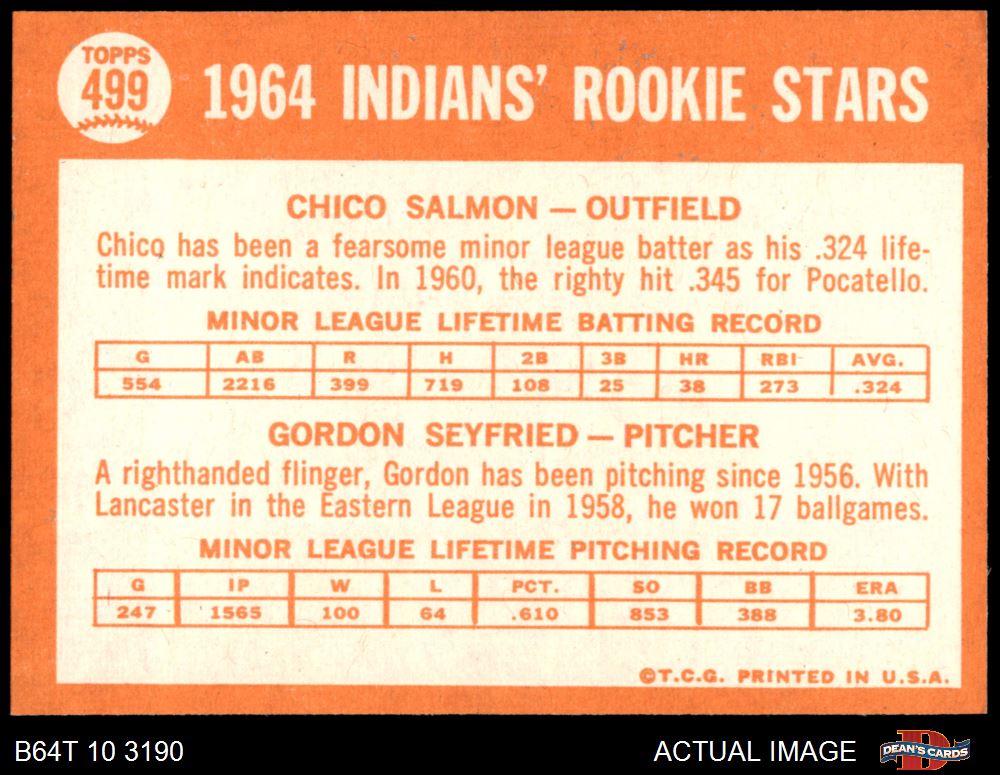 TOPPS
499
1964 INDIANS' ROOKIE STARS
CHICO SALMON — OUTFIELD
Chico has been a fearsome minor league batter as his .324 life-
time mark indicates. In 1960, the righty hit .345 for Pocatello.
MINOR LEAGUE LIFETIME BATTING RECORD
G AB R H 2B 3B HR RBI AVG.
554 2216 399 719 108 25 38 273 .324
GORDON SEYFRIED — PITCHER
A righthanded flinger, Gordon has been pitching since 1956. With
Lancaster in the Eastern League in 1958, he won 17 ballgames.
MINOR LEAGUE LIFETIME PITCHING RECORD
G IP W L PCT. SO BB ERA
247 1565 100 64 .610 853 388 3.80
©T.C.G. PRINTED IN U.S.A.
B64T 10 3190
ACTUAL IMAGE
D
DEAN'S CARDS